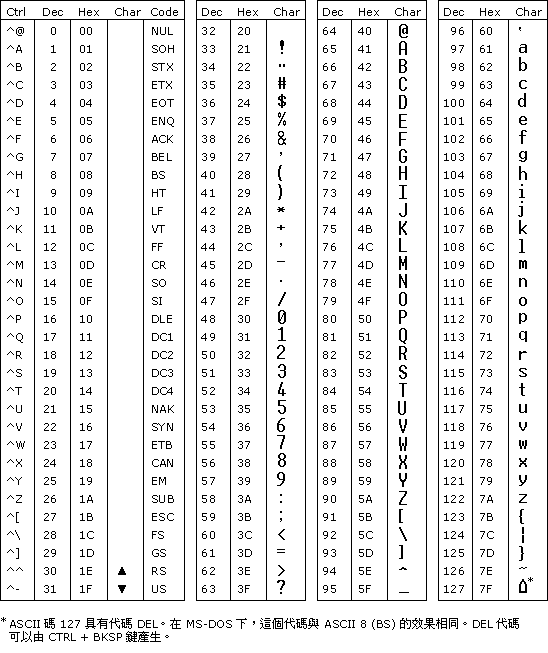 Ctrl Dec Hex Char Code Dec Hex Char Dec Hex Char Dec Hex Char
^@ 0 00 NUL 32 20 64 40 @ 96 60 `
^A 1 01 SOH 33 21 ! 65 41 A 97 61 a
^B 2 02 STX 34 22 " 66 42 B 98 62 b
^C 3 03 ETX 35 23 # 67 43 C 99 63 c
^D 4 04 EOT 36 24 $ 68 44 D 100 64 d
^E 5 05 ENQ 37 25 % 69 45 E 101 65 e
^F 6 06 ACK 38 26 & 70 46 F 102 66 f
^G 7 07 BEL 39 27 ' 71 47 G 103 67 g
^H 8 08 BS 40 28 ( 72 48 H 104 68 h
^I 9 09 HT 41 29 ) 73 49 I 105 69 i
^J 10 0A LF 42 2A * 74 4A J 106 6A j
^K 11 0B VT 43 2B + 75 4B K 107 6B k
^L 12 0C FF 44 2C , 76 4C L 108 6C l
^M 13 0D CR 45 2D - 77 4D M 109 6D m
^N 14 0E SO 46 2E . 78 4E N 110 6E n
^O 15 0F SI 47 2F / 79 4F O 111 6F o
^P 16 10 DLE 48 30 0 80 50 P 112 70 p
^Q 17 11 DC1 49 31 1 81 51 Q 113 71 q
^R 18 12 DC2 50 32 2 82 52 R 114 72 r
^S 19 13 DC3 51 33 3 83 53 S 115 73 s
^T 20 14 DC4 52 34 4 84 54 T 116 74 t
^U 21 15 NAK 53 35 5 85 55 U 117 75 u
^V 22 16 SYN 54 36 6 86 56 V 118 76 v
^W 23 17 ETB 55 37 7 87 57 W 119 77 w
^X 24 18 CAN 56 38 8 88 58 X 120 78 x
^Y 25 19 EM 57 39 9 89 59 Y 121 79 y
^Z 26 1A SUB 58 3A : 90 5A Z 122 7A z
^[ 27 1B ESC 59 3B ; 91 5B [ 123 7B {
^\ 28 1C FS 60 3C < 92 5C \ 124 7C ¦
^] 29 1D GS 61 3D = 93 5D ] 125 7D }
^^ 30 1E ▲ RS 62 3E > 94 5E ^ 126 7E ~
^- 31 1F ▼ US 63 3F ? 95 5F _ 127 7F ⌂*
* ASCII 碼 127 具有代碼 DEL。在 MS-DOS 下，這個代碼與 ASCII 8 (BS) 的效果相同。DEL 代碼
可以由 CTRL + BKSP 鍵產生。